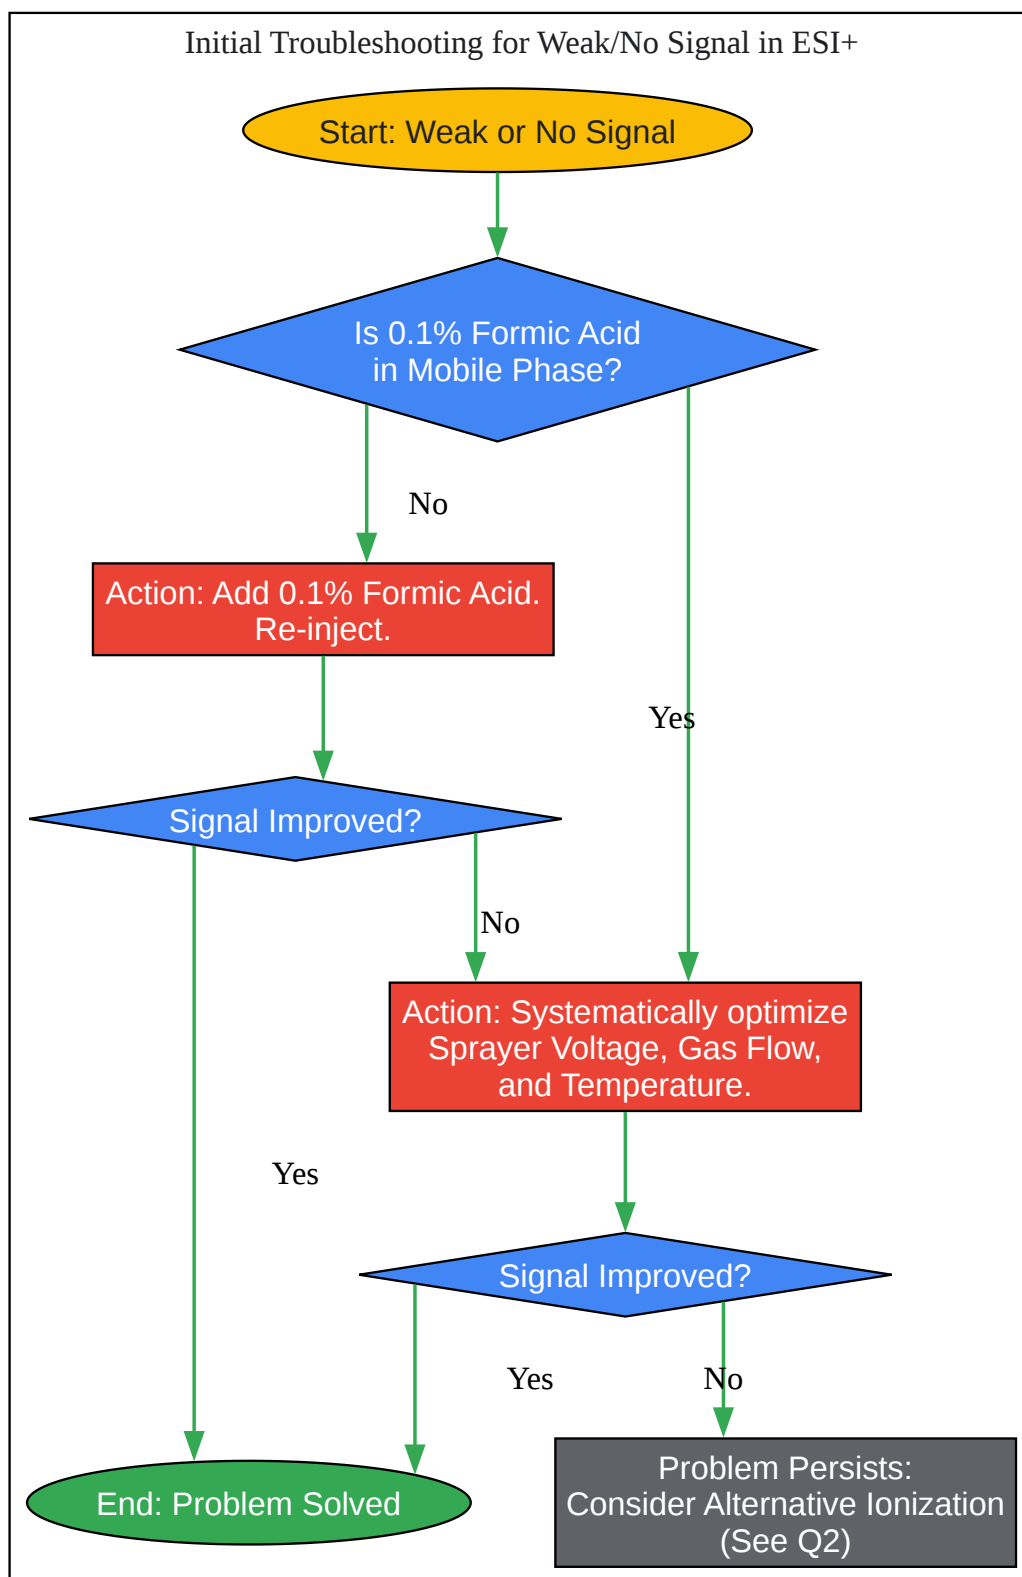 Initial Troubleshooting for Weak/No Signal in ESI+
Start: Weak or No Signal
Is 0.1% Formic Acid
in Mobile Phase?
No
Action: Add 0.1% Formic Acid.
Re-inject.
Yes
Signal Improved?
No
Action: Systematically optimize
Sprayer Voltage, Gas Flow,
and Temperature.
Yes
Signal Improved?
Yes
No
End: Problem Solved
Problem Persists:
Consider Alternative Ionization
(See Q2)